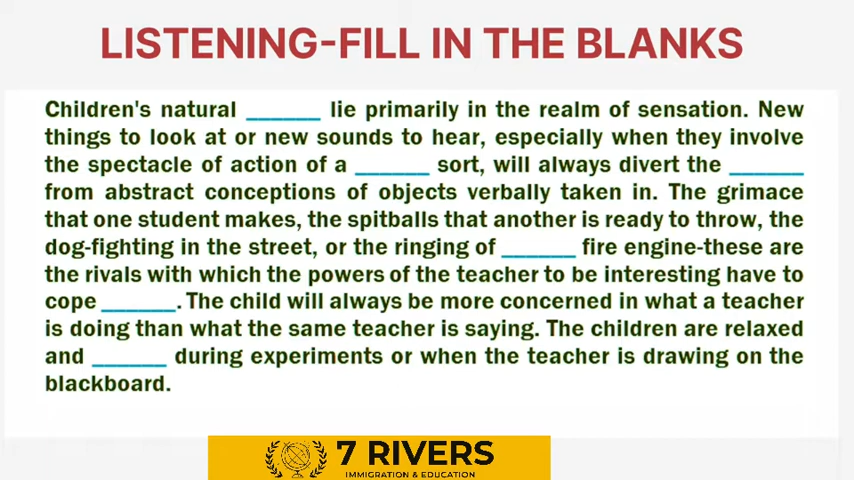 LISTENING-FILL IN THE BLANKS
Children's natural ______ lie primarily in the realm of sensation. New
things to look at or new sounds to hear, especially when they involve
the spectacle of action of a ______ sort, will always divert the ______
from abstract conceptions of objects verbally taken in. The grimace
that one student makes, the spitballs that another is ready to throw, the
dog-fighting in the street, or the ringing of ______ fire engine-these are
the rivals with which the powers of the teacher to be interesting have to
cope ______. The child will always be more concerned in what a teacher
is doing than what the same teacher is saying. The children are relaxed
and ______ during experiments or when the teacher is drawing on the
blackboard.
7 RIVERS
IMMIGRATION & EDUCATION